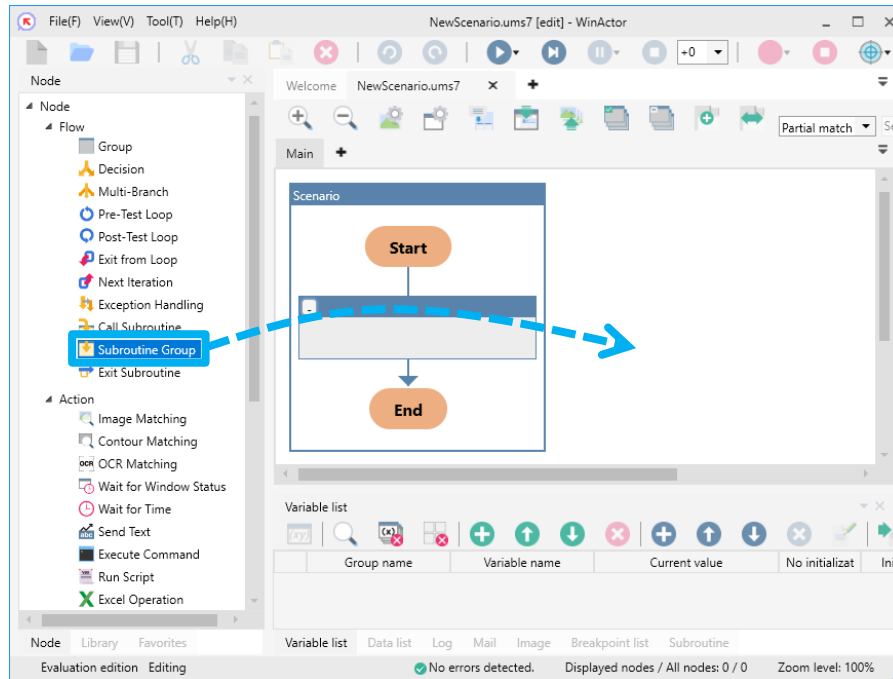 File(F) View(V) Tool(T) Help(H) NewScenario.ums7 [edit] - WinActor
+0
Node
Welcome NewScenario.ums7
Node
Flow
Group
Decision
Multi-Branch
Pre-Test Loop
Post-Test Loop
Exit from Loop
Next Iteration
Exception Handling
Call Subroutine
Subroutine Group
Exit Subroutine
Action
Image Matching
Contour Matching
OCR OCR Matching
Wait for Window Status
Wait for Time
abc Send Text
Execute Command
Run Script
Excel Operation
Node Library Favorites
Partial match
Main
Scenario
Start
End
Variable list
(xy) (x)
Group name Variable name Current value No initializat Ini
Variable list Data list Log Mail Image Breakpoint list Subroutine
Evaluation edition Editing No errors detected. Displayed nodes / All nodes: 0 / 0 Zoom level: 100%